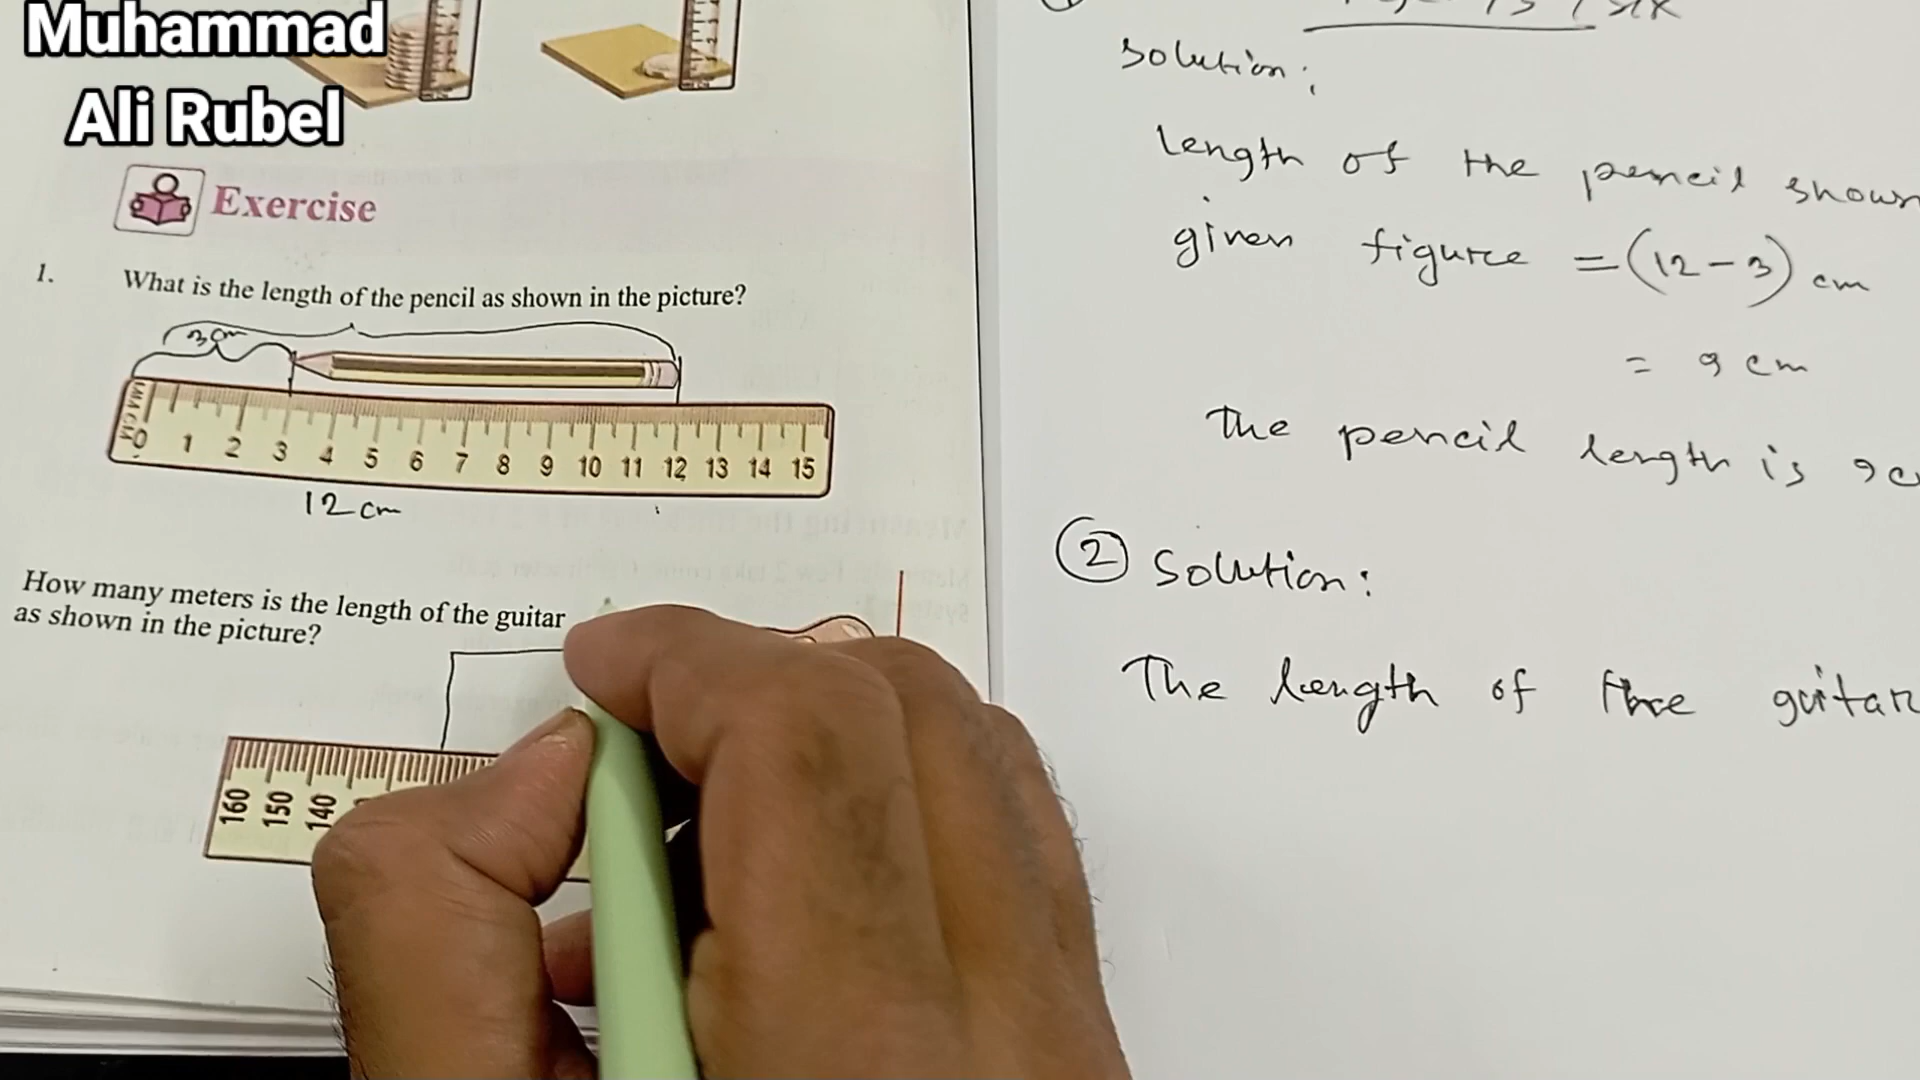 Muhammad
Ali Rubel
Exercise
1. What is the length of the pencil as shown in the picture?
3 cm
0 1 2 3 4 5 6 7 8 9 10 11 12 13 14 15
12 cm
How many meters is the length of the guitar
as shown in the picture?
160 150 140
Solution:
length of the pencil shown
given figure = (12-3) cm
= 9 cm
The pencil length is 9c
2 Solution:
The length of the guitar